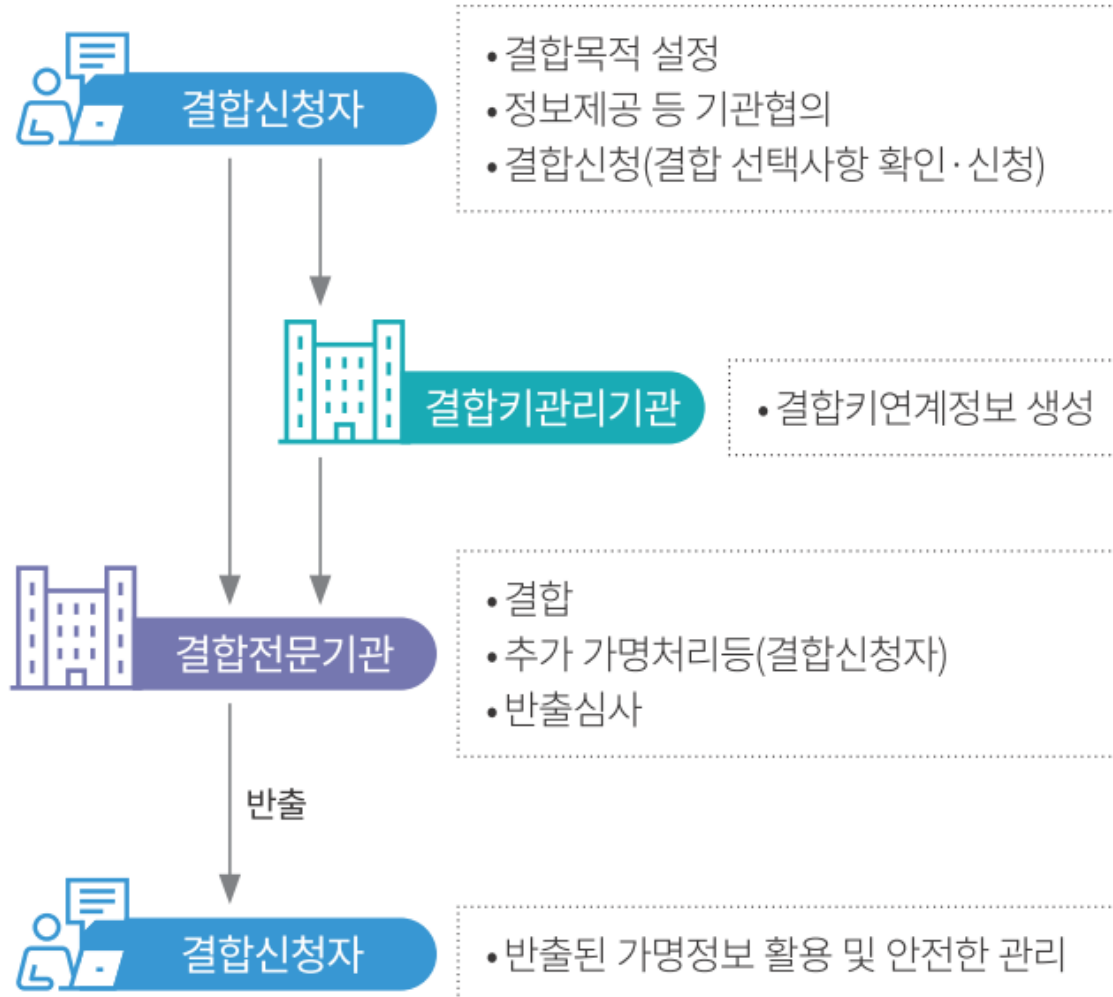 결합신청자
• 결합목적 설정
• 정보제공 등 기관협의
• 결합신청(결합 선택사항 확인·신청)
결합키관리기관
• 결합키연계정보 생성
결합전문기관
• 결합
• 추가 가명처리등(결합신청자)
• 반출심사
반출
결합신청자
• 반출된 가명정보 활용 및 안전한 관리